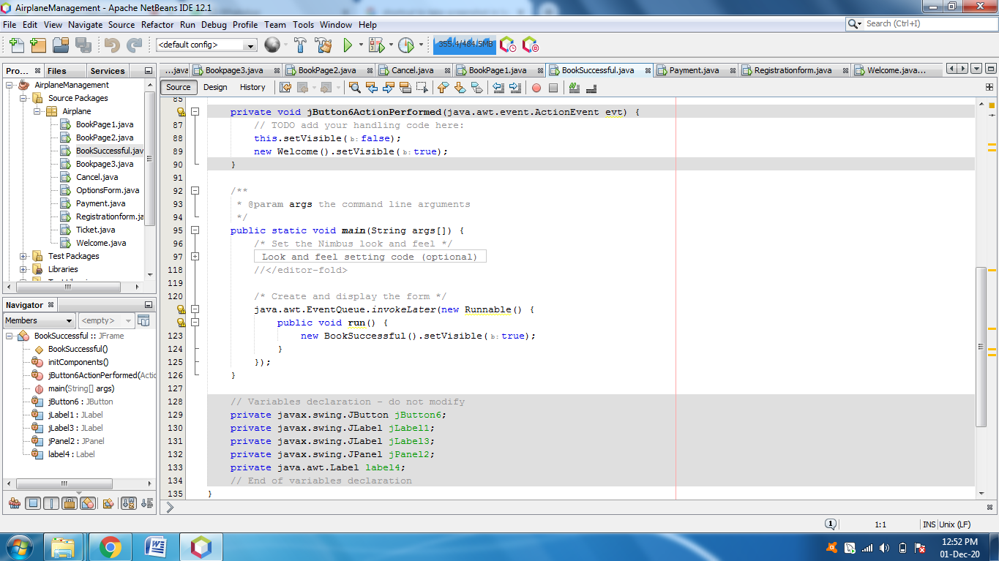 AirplaneManagement - Apache NetBeans IDE 12.1
File Edit View Navigate Source Refactor Run Debug Profile Team Tools Window Help
Search (Ctrl+I)
<default config>
355.4/484.5MB
Pro... Files Services
...java Bookpage3.java BookPage2.java Cancel.java BookPage1.java BookSuccessful.java Payment.java Registrationform.java Welcome.java...
Source Design History
AirplaneManagement
Source Packages
Airplane
BookPage1.java
BookPage2.java
BookSuccessful.jav
Bookpage3.java
Cancel.java
OptionsForm.java
Payment.java
Registrationform.ja
Ticket.java
Welcome.java
Test Packages
Libraries
Navigator
Members <empty>
BookSuccessful :: JFrame
BookSuccessful()
initComponents()
jButton6ActionPerformed(Actio
main(String[] args)
jButton6 : JButton
jLabel1 : JLabel
jLabel3 : JLabel
jPanel2 : JPanel
label4 : Label
85
private void jButton6ActionPerformed(java.awt.event.ActionEvent evt) {
87 // TODO add your handling code here:
88 this.setVisible(b:false);
89 new Welcome().setVisible(b:true);
90 }
91
92 /**
93 * @param args the command line arguments
94 */
95 public static void main(String args[]) {
96 /* Set the Nimbus look and feel */
97 Look and feel setting code (optional)
118 //</editor-fold>
119
120 /* Create and display the form */
java.awt.EventQueue.invokeLater(new Runnable() {
public void run() {
123 new BookSuccessful().setVisible(b:true);
124 }
125 });
126 }
127
128 // Variables declaration - do not modify
129 private javax.swing.JButton jButton6;
130 private javax.swing.JLabel jLabel1;
131 private javax.swing.JLabel jLabel3;
132 private javax.swing.JPanel jPanel2;
133 private java.awt.Label label4;
134 // End of variables declaration
135 }
1 1:1 INS Unix (LF)
12:52 PM
01-Dec-20